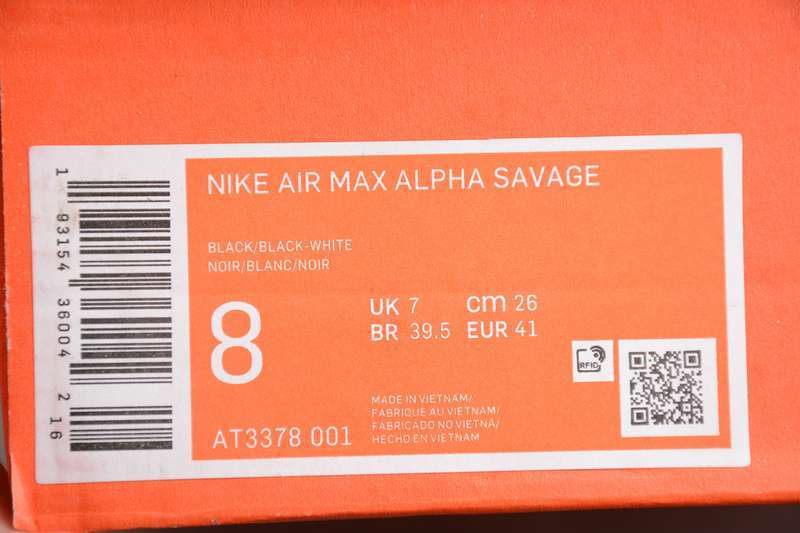 NIKE AIR MAX ALPHA SAVAGE
BLACK/BLACK-WHITE
NOIR/BLANC/NOIR
8
UK 7 cm 26
BR 39.5 EUR 41
RFID
MADE IN VIETNAM/
FABRIQUE AU VIETNAM/
FABRICADO NO VIETNÃ/
HECHO EN VIETNAM
AT3378 001
1 93154 36004 2 16